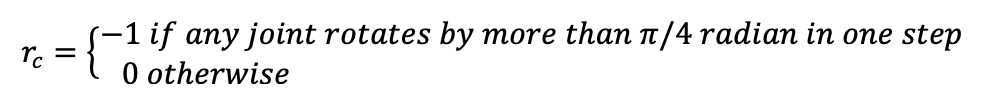 r_c = { −1 if any joint rotates by more than π/4 radian in one step
0 otherwise